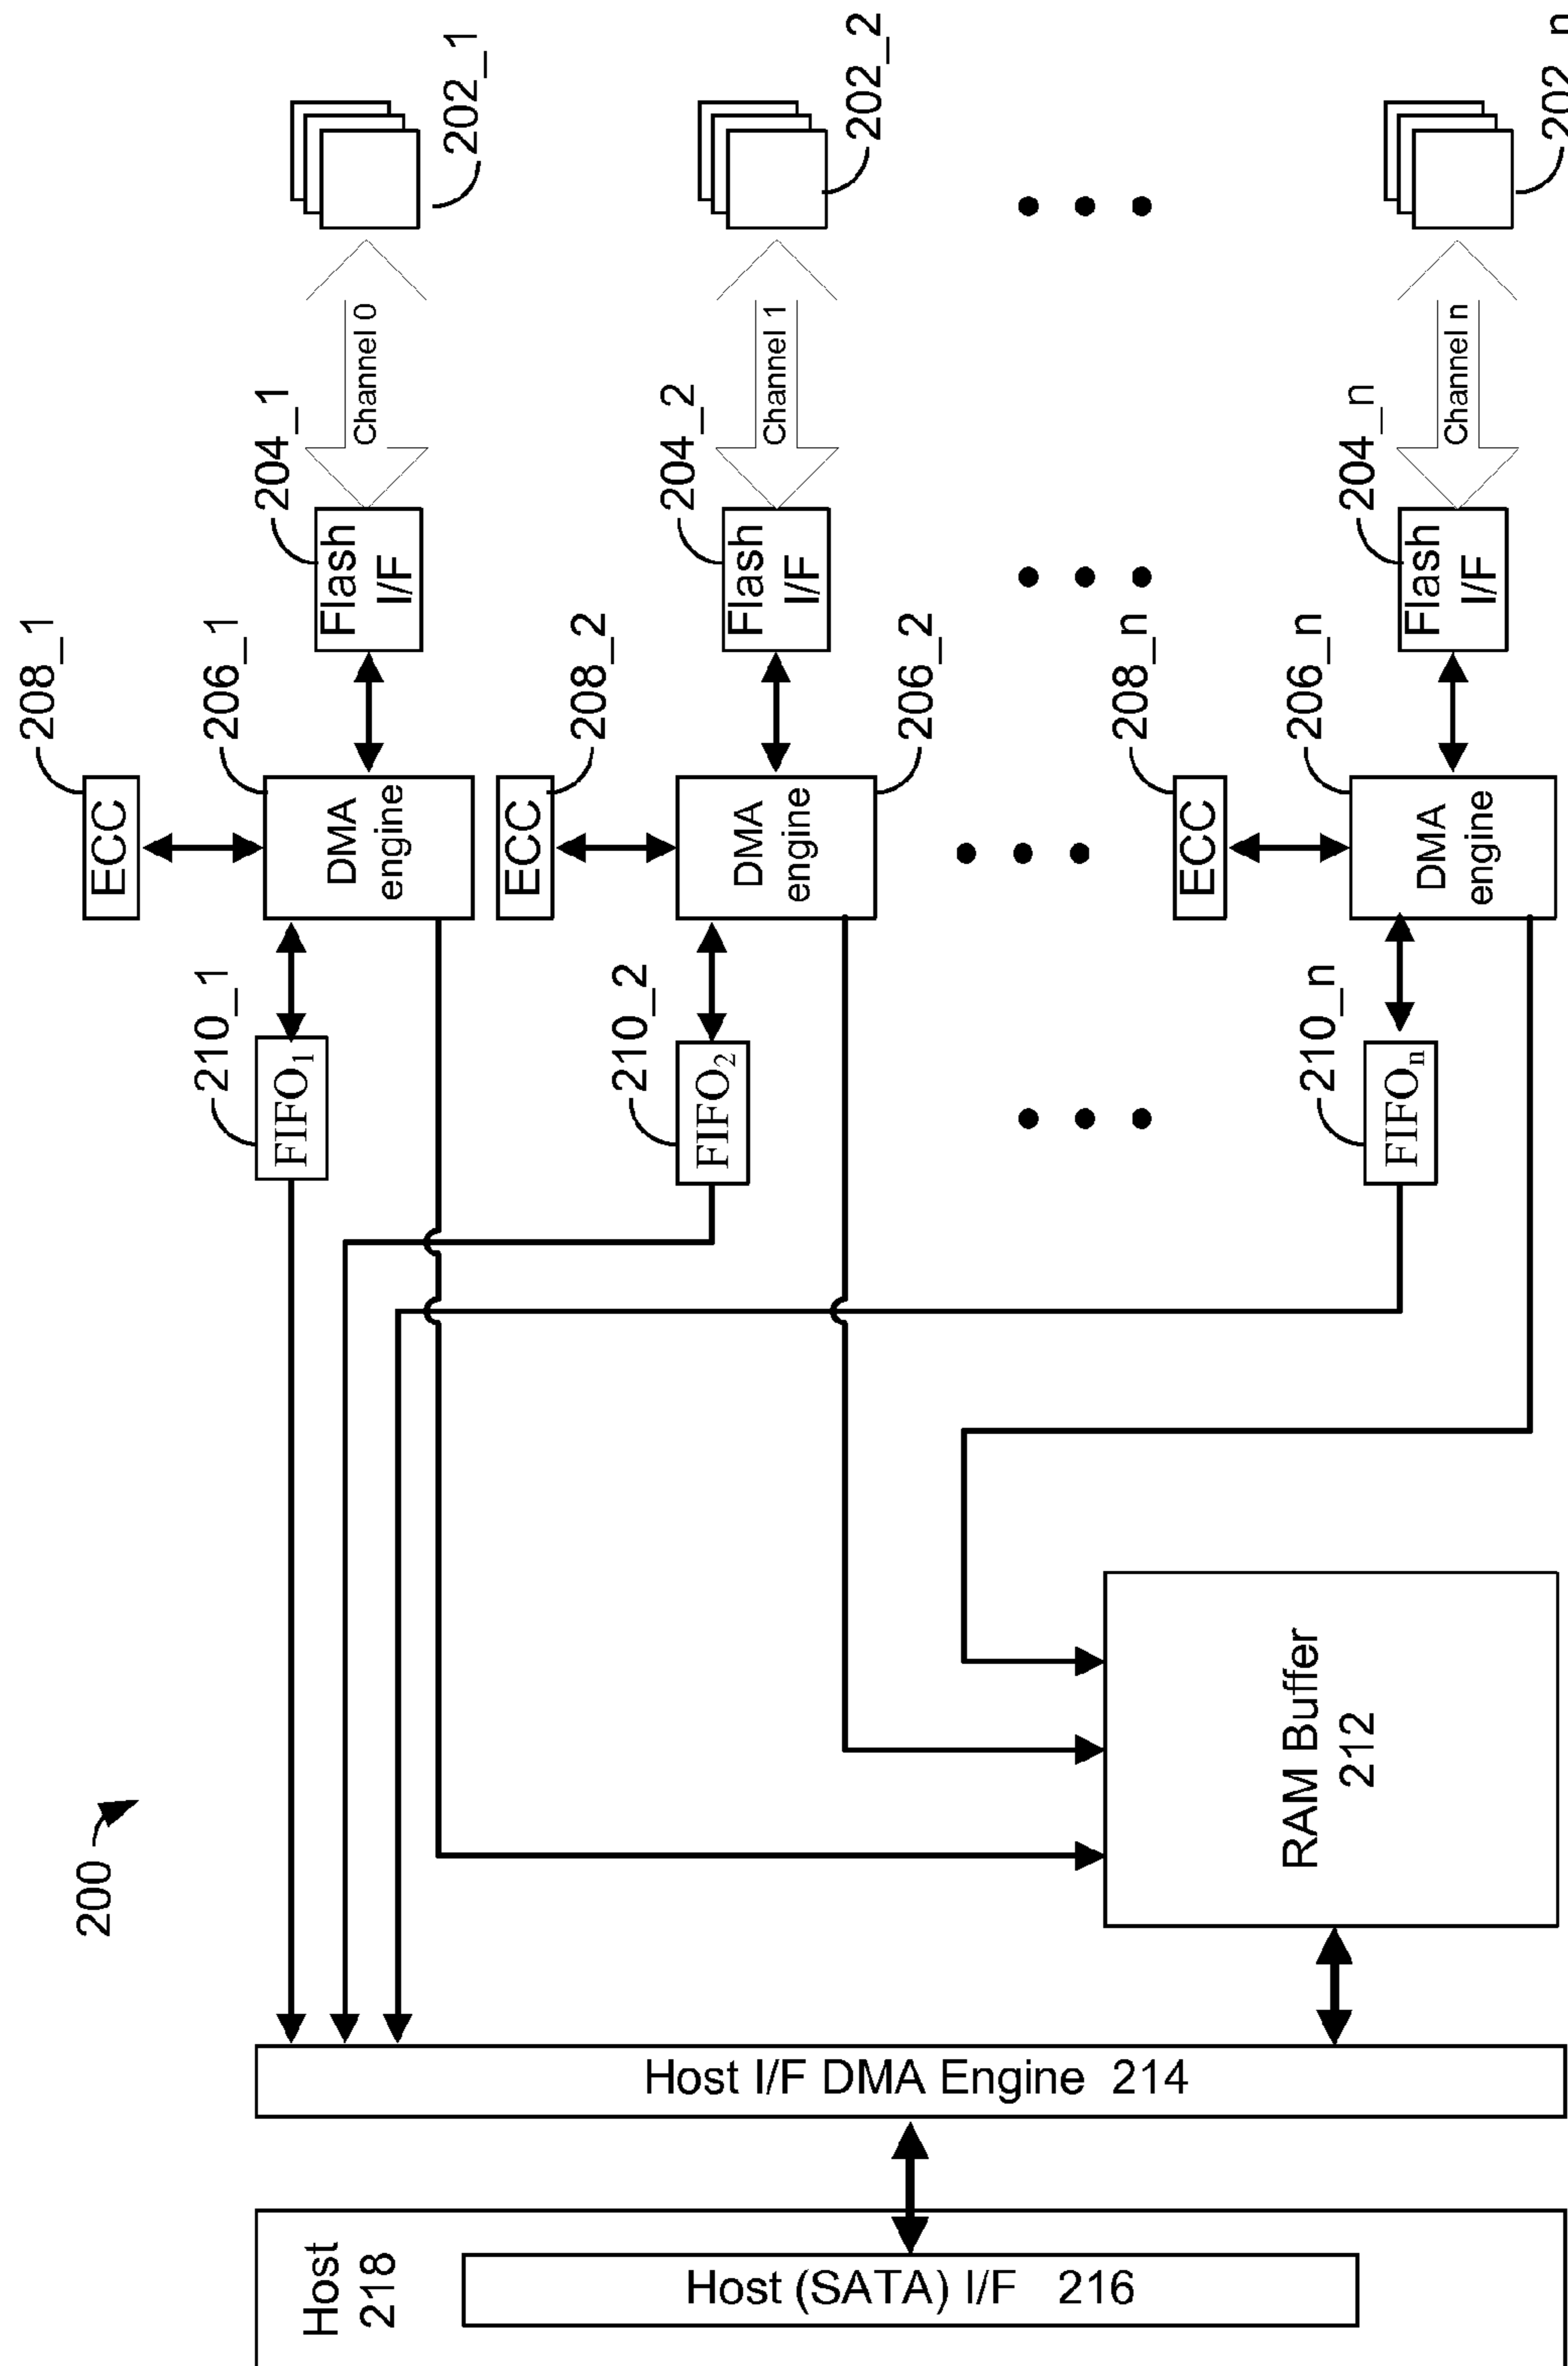 200
208_1
ECC
206_1
DMA
engine
204_1
Flash
I/F
Channel 0
202_1
210_1
FIFO1
208_2
ECC
206_2
DMA
engine
204_2
Flash
I/F
Channel 1
202_2
210_2
FIFO2
208_n
ECC
206_n
DMA
engine
204_n
Flash
I/F
Channel n
202_n
210_n
FIFOn
RAM Buffer
212
Host I/F DMA Engine 214
Host
218
Host (SATA) I/F 216